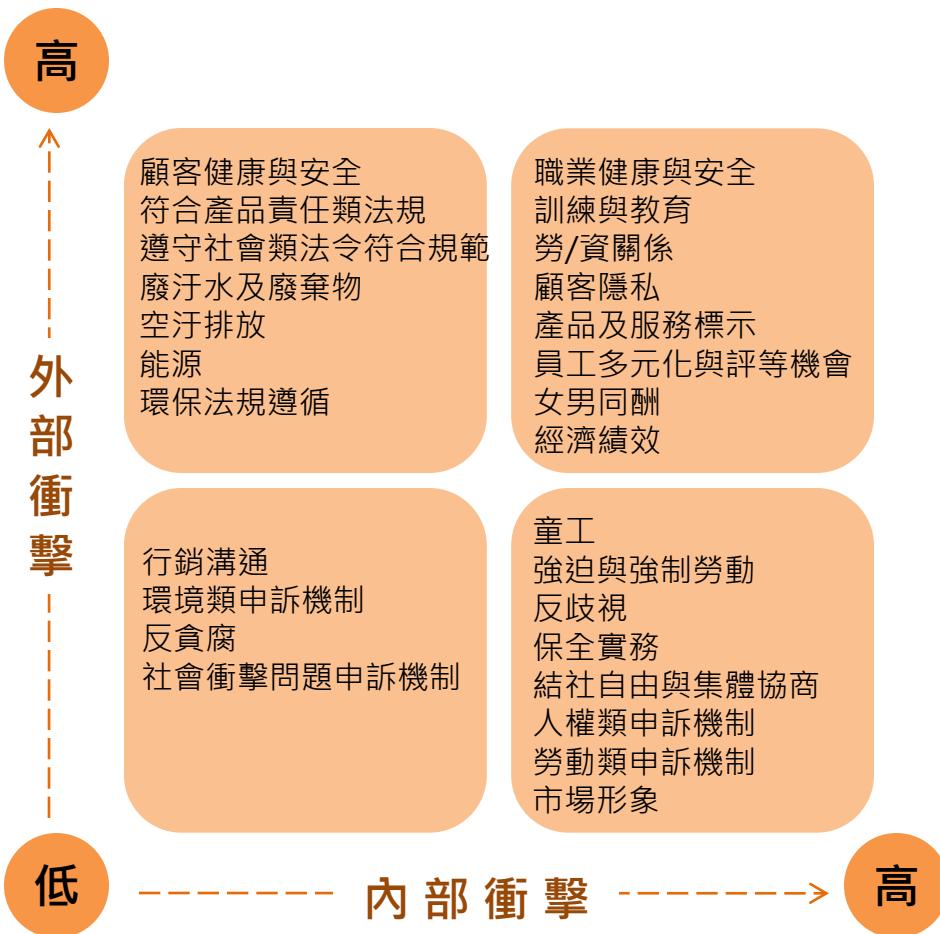 高
顧客健康與安全
符合產品責任類法規
遵守社會類法令符合規範
廢汙水及廢棄物
空汙排放
能源
環保法規遵循
職業健康與安全
訓練與教育
勞/資關係
顧客隱私
產品及服務標示
員工多元化與評等機會
女男同酬
經濟績效
外部衝擊
行銷溝通
環境類申訴機制
反貪腐
社會衝擊問題申訴機制
童工
強迫與強制勞動
反歧視
保全實務
結社自由與集體協商
人權類申訴機制
勞動類申訴機制
市場形象
低
內部衝擊
高